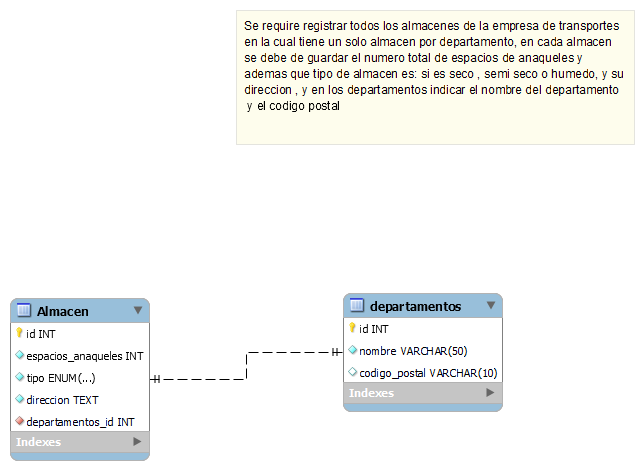 Se require registrar todos los almacenes de la empresa de transportes
en la cual tiene un solo almacen por departamento, en cada almacen
se debe de guardar el numero total de espacios de anaqueles y
ademas que tipo de almacen es: si es seco , semi seco o humedo, y su
direccion , y en los departamentos indicar el nombre del departamento
y el codigo postal
Almacen
id INT
espacios_anaqueles INT
tipo ENUM(...)
direccion TEXT
departamentos_id INT
Indexes
departamentos
id INT
nombre VARCHAR(50)
codigo_postal VARCHAR(10)
Indexes